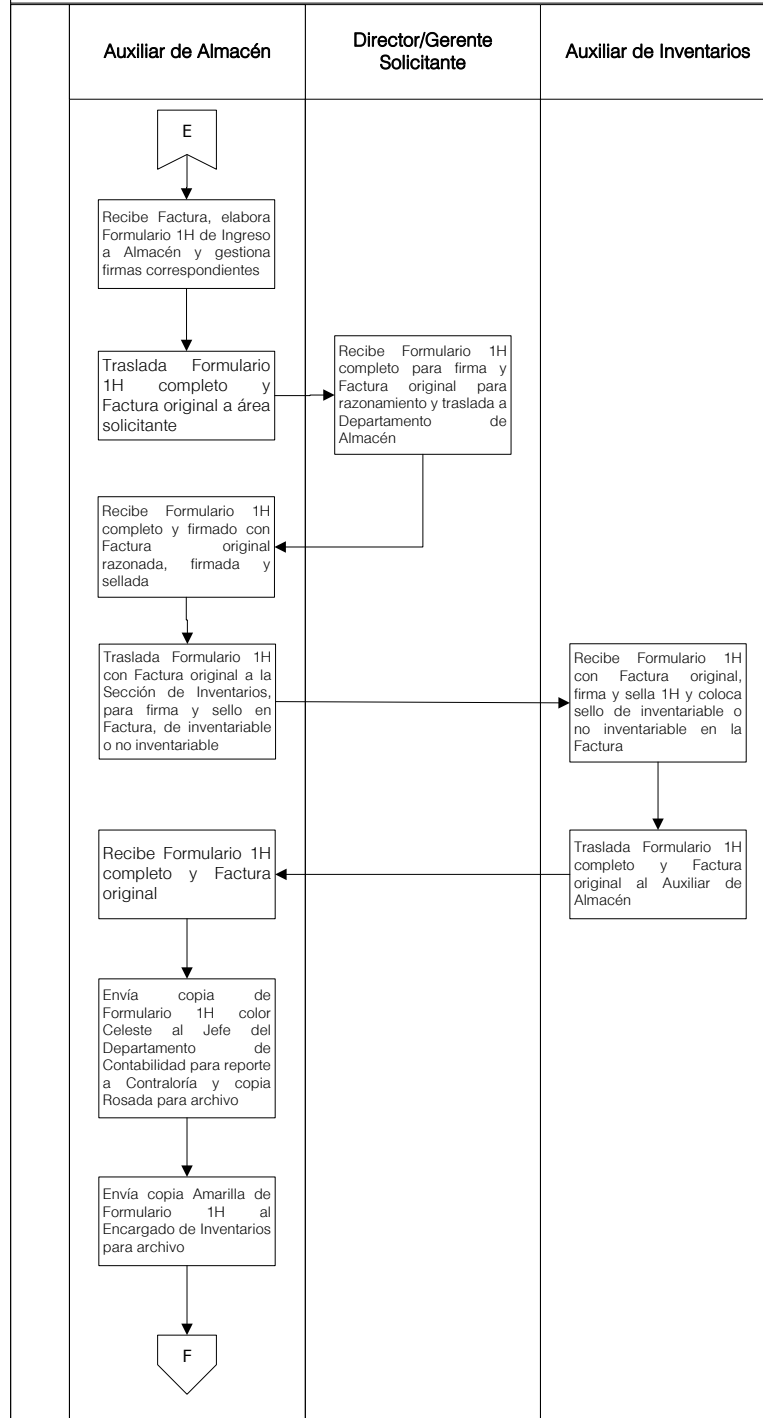 Auxiliar de Almacén
Director/Gerente
Solicitante
Auxiliar de Inventarios
E
Recibe Factura, elabora
Formulario 1H de Ingreso
a Almacén y gestiona
firmas correspondientes
Traslada Formulario
1H completo y
Factura original a área
solicitante
Recibe Formulario 1H
completo para firma y
Factura original para
razonamiento y traslada a
Departamento de
Almacén
Recibe Formulario 1H
completo y firmado con
Factura original
razonada, firmada y
sellada
Traslada Formulario 1H
con Factura original a la
Sección de Inventarios,
para firma y sello en
Factura, de inventariable
o no inventariable
Recibe Formulario 1H
con Factura original,
firma y sella 1H y coloca
sello de inventariable o
no inventariable en la
Factura
Traslada Formulario 1H
completo y Factura
original al Auxiliar de
Almacén
Recibe Formulario 1H
completo y Factura
original
Envía copia de
Formulario 1H color
Celeste al Jefe del
Departamento de
Contabilidad para reporte
a Contraloría y copia
Rosada para archivo
Envía copia Amarilla de
Formulario 1H al
Encargado de Inventarios
para archivo
F